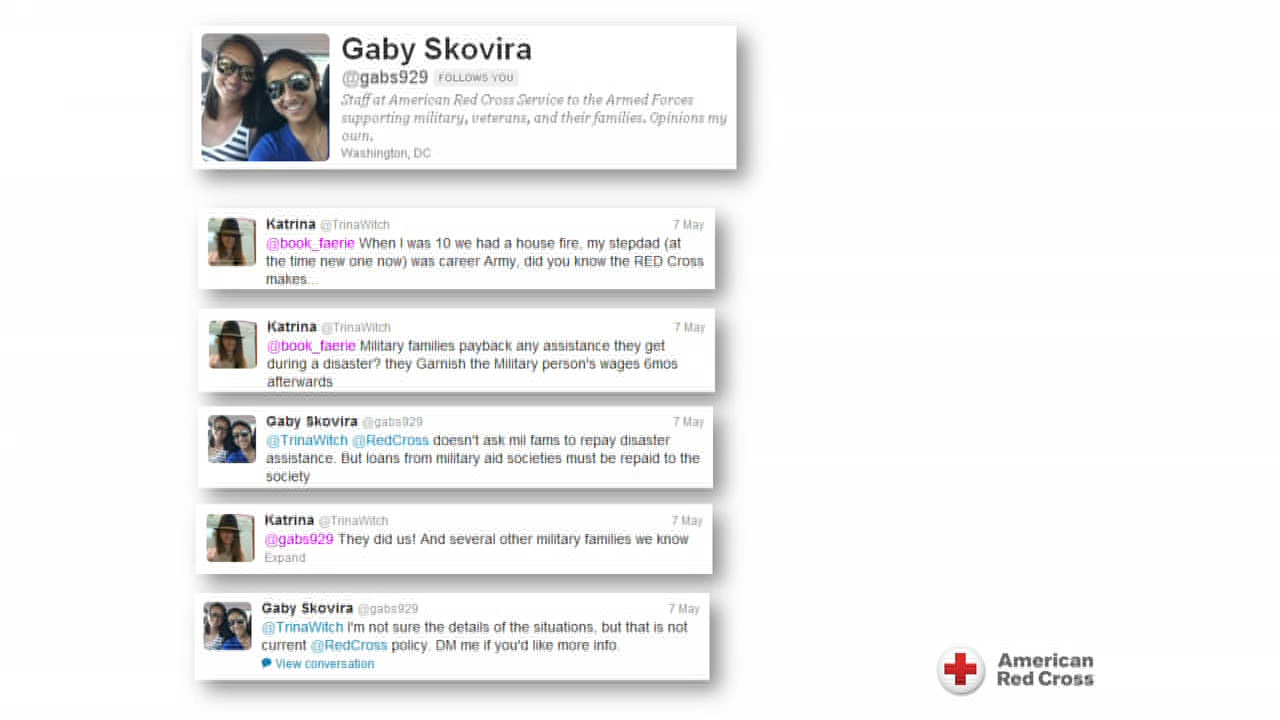 Gaby Skovira
@gabs929 FOLLOWS YOU
Staff at American Red Cross Service to the Armed Forces
supporting military, veterans, and their families. Opinions my
own.
Washington, DC
Katrina @TrinaWitch 7 May
@book_faerie When I was 10 we had a house fire, my stepdad (at
the time new one now) was career Army, did you know the RED Cross
makes...
Katrina @TrinaWitch 7 May
@book_faerie Military families payback any assistance they get
during a disaster? they Garnish the Military person's wages 6mos
afterwards
Gaby Skovira @gabs929 7 May
@TrinaWitch @RedCross doesn't ask mil fams to repay disaster
assistance. But loans from military aid societies must be repaid to the
society
Katrina @TrinaWitch 7 May
@gabs929 They did us! And several other military families we know
Expand
Gaby Skovira @gabs929 7 May
@TrinaWitch I'm not sure the details of the situations, but that is not
current @RedCross policy. DM me if you'd like more info.
View conversation
American
Red Cross